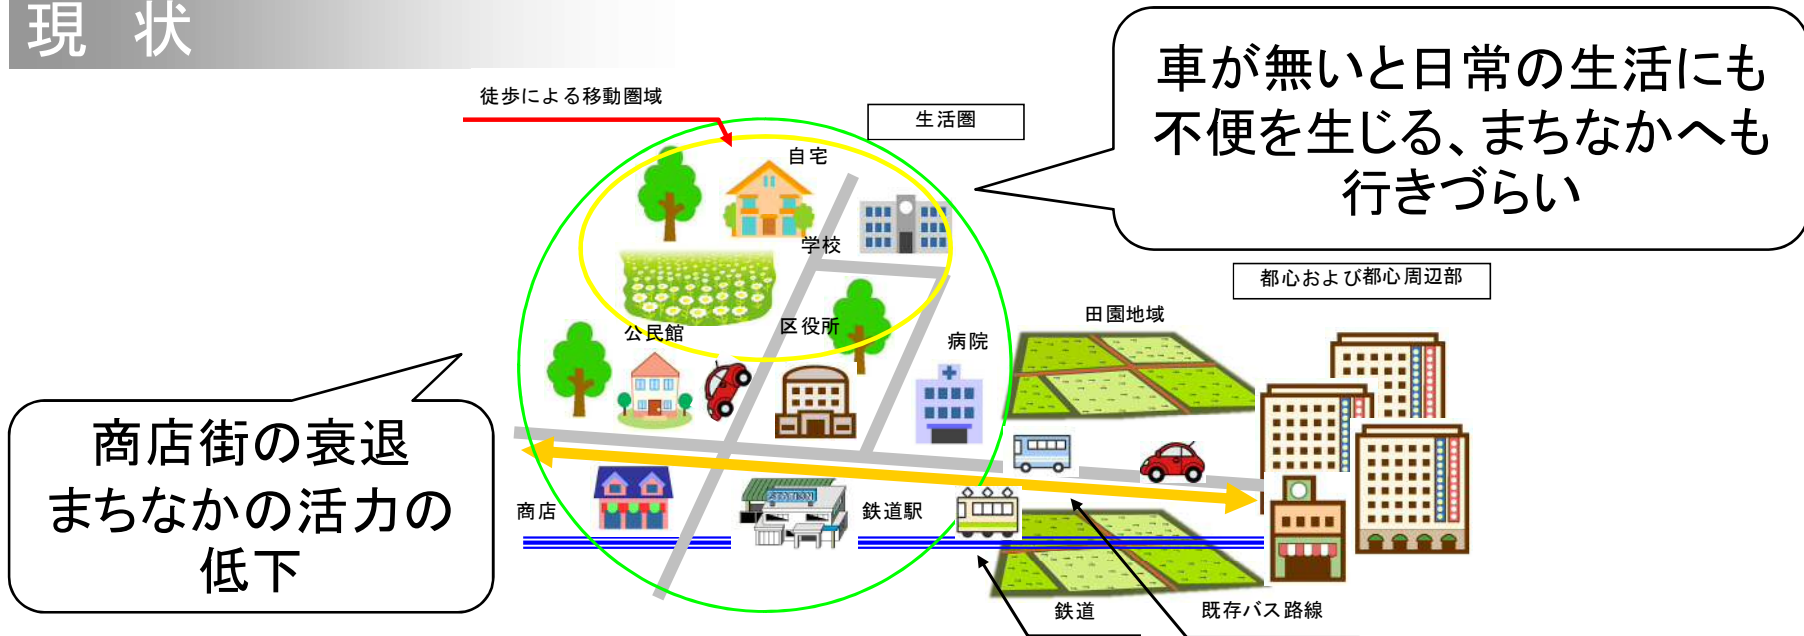 現 状
徒歩による移動圏域
生活圏
車が無いと日常の生活にも
不便を生じる、まちなかへも
行きづらい
自宅
学校
都心および都心周辺部
田園地域
公民館
区役所
病院
商店街の衰退
まちなかの活力の
低下
STATION
商店
鉄道駅
鉄道
既存バス路線